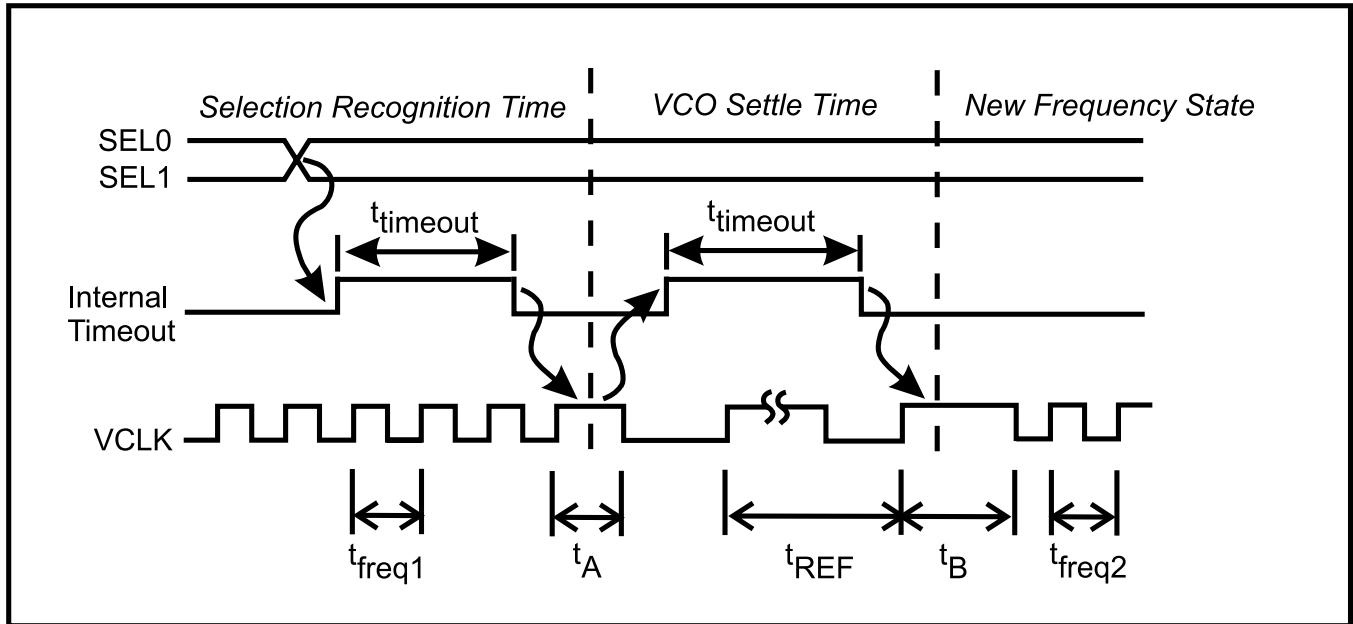 Selection Recognition Time VCO Settle Time New Frequency State
SEL0
SEL1
ttimeout ttimeout
Internal
Timeout
VCLK
tfreq1 tA tREF tB tfreq2